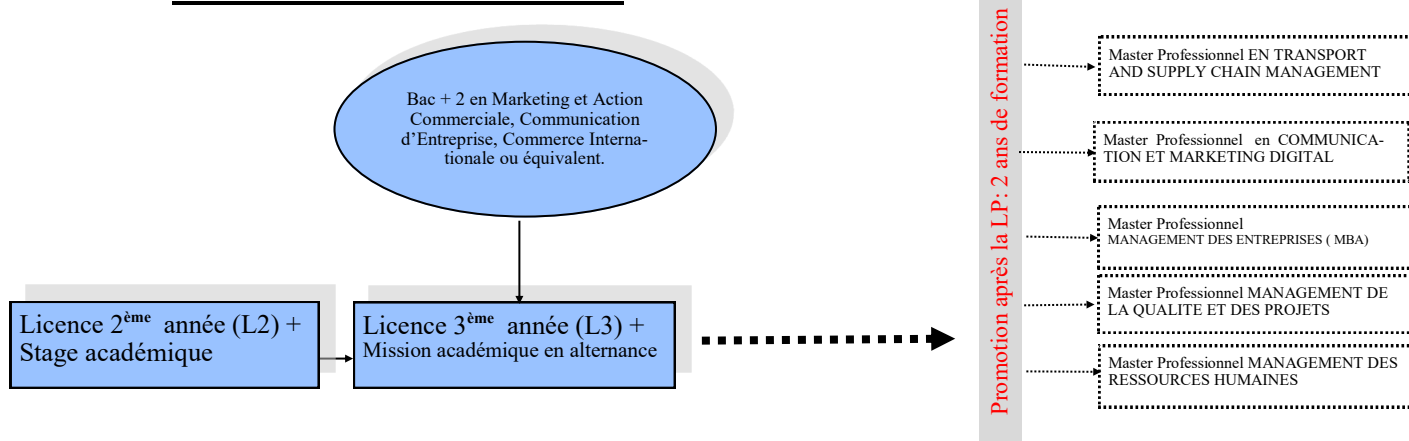 Bac + 2 en Marketing et Action
Commerciale, Communication
d’Entreprise, Commerce Interna-
tionale ou équivalent.
Licence 2ème année (L2) +
Stage académique
Licence 3ème année (L3) +
Mission académique en alternance
Promotion après la LP: 2 ans de formation
Master Professionnel EN TRANSPORT
AND SUPPLY CHAIN MANAGEMENT
Master Professionnel en COMMUNICA-
TION ET MARKETING DIGITAL
Master Professionnel
MANAGEMENT DES ENTREPRISES ( MBA)
Master Professionnel MANAGEMENT DE
LA QUALITE ET DES PROJETS
Master Professionnel MANAGEMENT DES
RESSOURCES HUMAINES